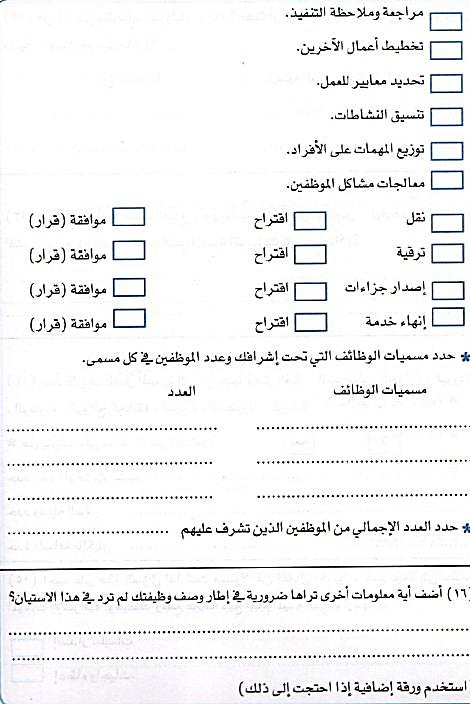 مراجعة وملاحظة التنفيذ.
تخطيط أعمال الآخرين.
تحديد معايير للعمل.
تنسيق النشاطات.
توزيع المهمات على الأفراد.
معالجات مشاكل الموظفين.
نقل اقتراح موافقة (قرار)
ترقية اقتراح موافقة (قرار)
إصدار جزاءات اقتراح موافقة (قرار)
إنهاء خدمة اقتراح موافقة (قرار)
* حدد مسميات الوظائف التي تحت إشرافك وعدد الموظفين في كل مسمى.
مسميات الوظائف العدد
* حدد العدد الإجمالي من الموظفين الذين تشرف عليهم ..............................
(١٦) أضف أية معلومات أخرى تراها ضرورية في إطار وصف وظيفتك لم ترد في هذا الاستبيان؟
(استخدم ورقة إضافية إذا احتجت إلى ذلك)